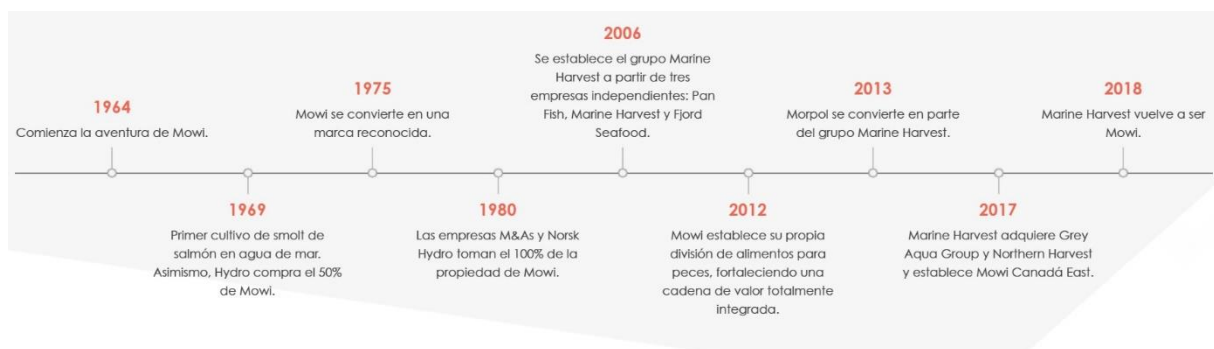 1964
Comienza la aventura de Mowi.
1969
Primer cultivo de smolt de
salmón en agua de mar.
Asimismo, Hydro compra el 50%
de Mowi.
1975
Mowi se convierte en una
marca reconocida.
1980
Las empresas M&As y Norsk
Hydro toman el 100% de la
propiedad de Mowi.
2006
Se establece el grupo Marine
Harvest a partir de tres
empresas independientes: Pan
Fish, Marine Harvest y Fjord
Seafood.
2012
Mowi establece su propia
división de alimentos para
peces, fortaleciendo una
cadena de valor totalmente
integrada.
2013
Morpol se convierte en parte
del grupo Marine Harvest.
2017
Marine Harvest adquiere Grey
Aqua Group y Northern Harvest
y establece Mowi Canadá East.
2018
Marine Harvest vuelve a ser
Mowi.